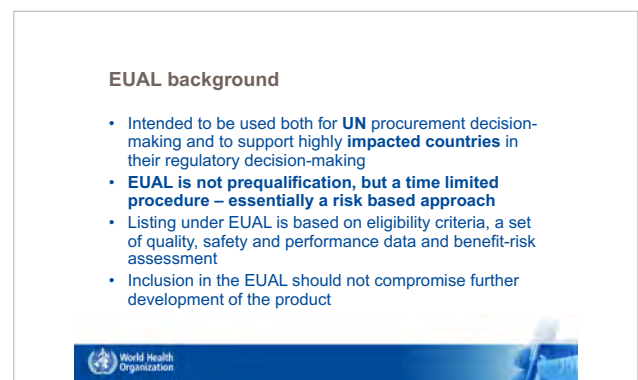 EUAL background
• Intended to be used both for UN procurement decision-
making and to support highly impacted countries in
their regulatory decision-making
• EUAL is not prequalification, but a time limited
procedure – essentially a risk based approach
• Listing under EUAL is based on eligibility criteria, a set
of quality, safety and performance data and benefit-risk
assessment
• Inclusion in the EUAL should not compromise further
development of the product
World Health
Organization